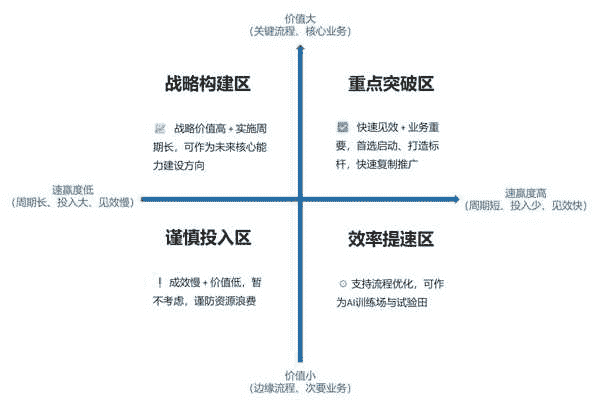 价值大
（关键流程、核心业务）
战略构建区
重点突破区
战略价值高 + 实施周
期长，可作为未来核心能
力建设方向
快速见效 + 业务重
要，首选启动、打造标
杆，快速复制推广
速赢度低
（周期长、投入大、见效慢）
速赢度高
（周期短、投入少、见效快）
谨慎投入区
效率提速区
! 成效慢 + 价值低，暂
不考虑，谨防资源浪费
支持流程优化，可作
为AI训练场与试验田
价值小
（边缘流程、次要业务）